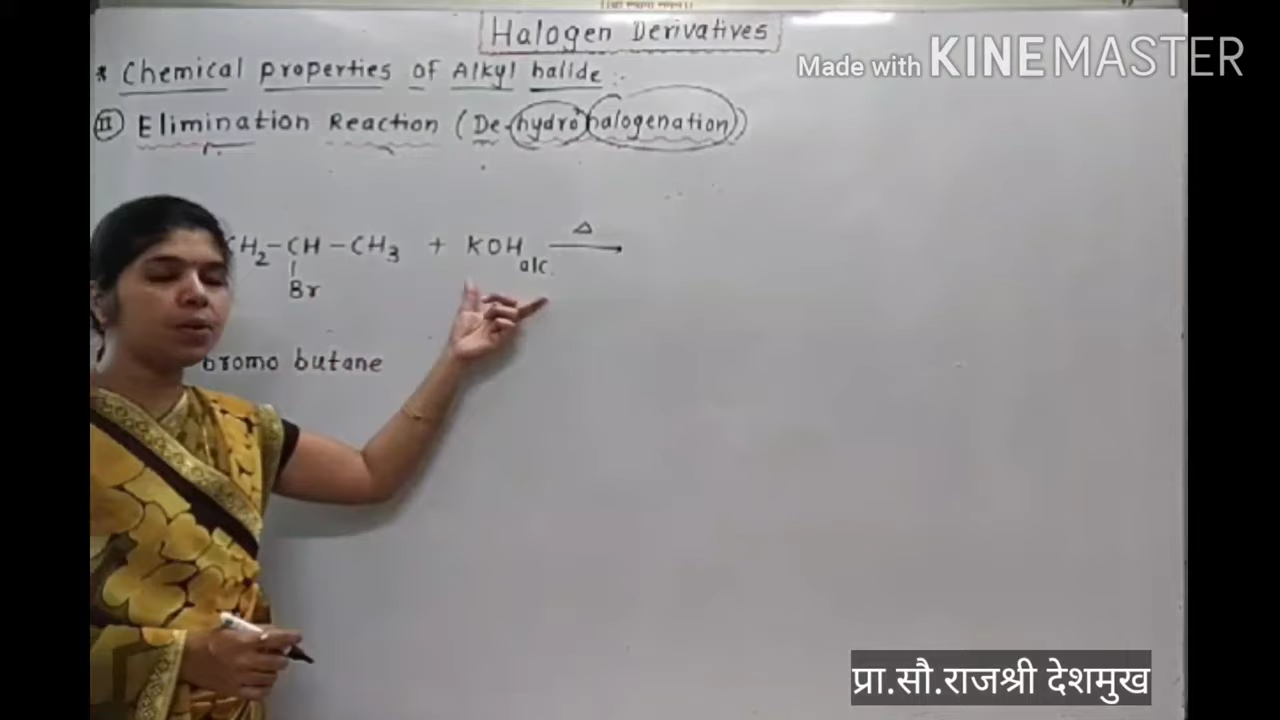 Halogen Derivatives
Made with KINEMASTER
* Chemical properties of Alkyl halide :-
II Elimination Reaction (De-hydro halogenation)
CH2-CH-CH3 + KOH alc. Δ →
Br
bromo butane
प्रा.सौ.राजश्री देशमुख